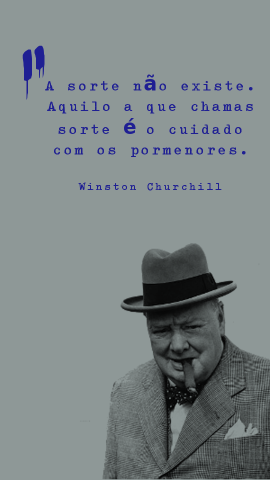 A sorte não existe.
Aquilo a que chamas
sorte é o cuidado
com os pormenores.
Winston Churchill